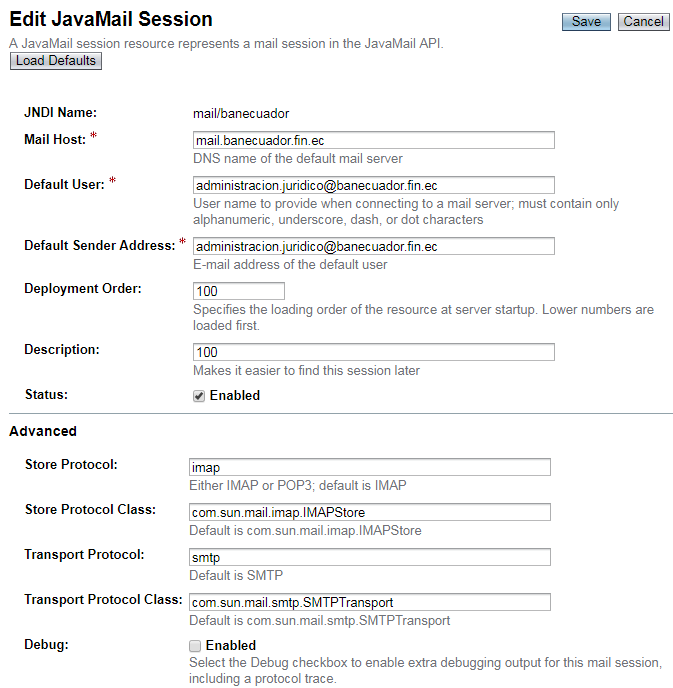 Edit JavaMail Session
Save
Cancel
A JavaMail session resource represents a mail session in the JavaMail API.
Load Defaults
JNDI Name: mail/banecuador
Mail Host: * mail.banecuador.fin.ec
DNS name of the default mail server
Default User: * administracion.juridico@banecuador.fin.ec
User name to provide when connecting to a mail server; must contain only
alphanumeric, underscore, dash, or dot characters
Default Sender Address: * administracion.juridico@banecuador.fin.ec
E-mail address of the default user
Deployment Order: 100
Specifies the loading order of the resource at server startup. Lower numbers are
loaded first.
Description: 100
Makes it easier to find this session later
Status: Enabled
Advanced
Store Protocol: imap
Either IMAP or POP3; default is IMAP
Store Protocol Class: com.sun.mail.imap.IMAPStore
Default is com.sun.mail.imap.IMAPStore
Transport Protocol: smtp
Default is SMTP
Transport Protocol Class: com.sun.mail.smtp.SMTPTransport
Default is com.sun.mail.smtp.SMTPTransport
Debug: Enabled
Select the Debug checkbox to enable extra debugging output for this mail session,
including a protocol trace.